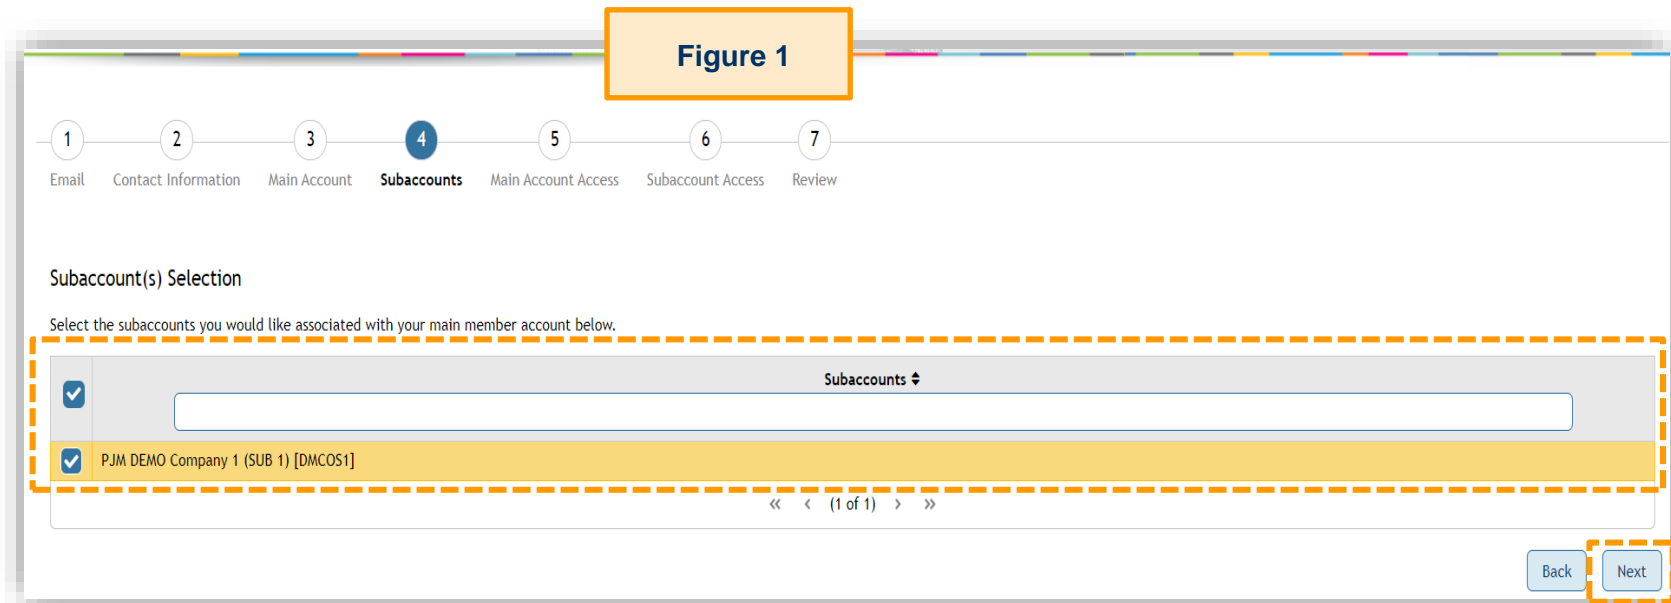 Figure 1
1 2 3 4 5 6 7
Email Contact Information Main Account Subaccounts Main Account Access Subaccount Access Review
Subaccount(s) Selection
Select the subaccounts you would like associated with your main member account below.
Subaccounts
PJM DEMO Company 1 (SUB 1) [DMCOS1]
« ‹ (1 of 1) › »
Back Next